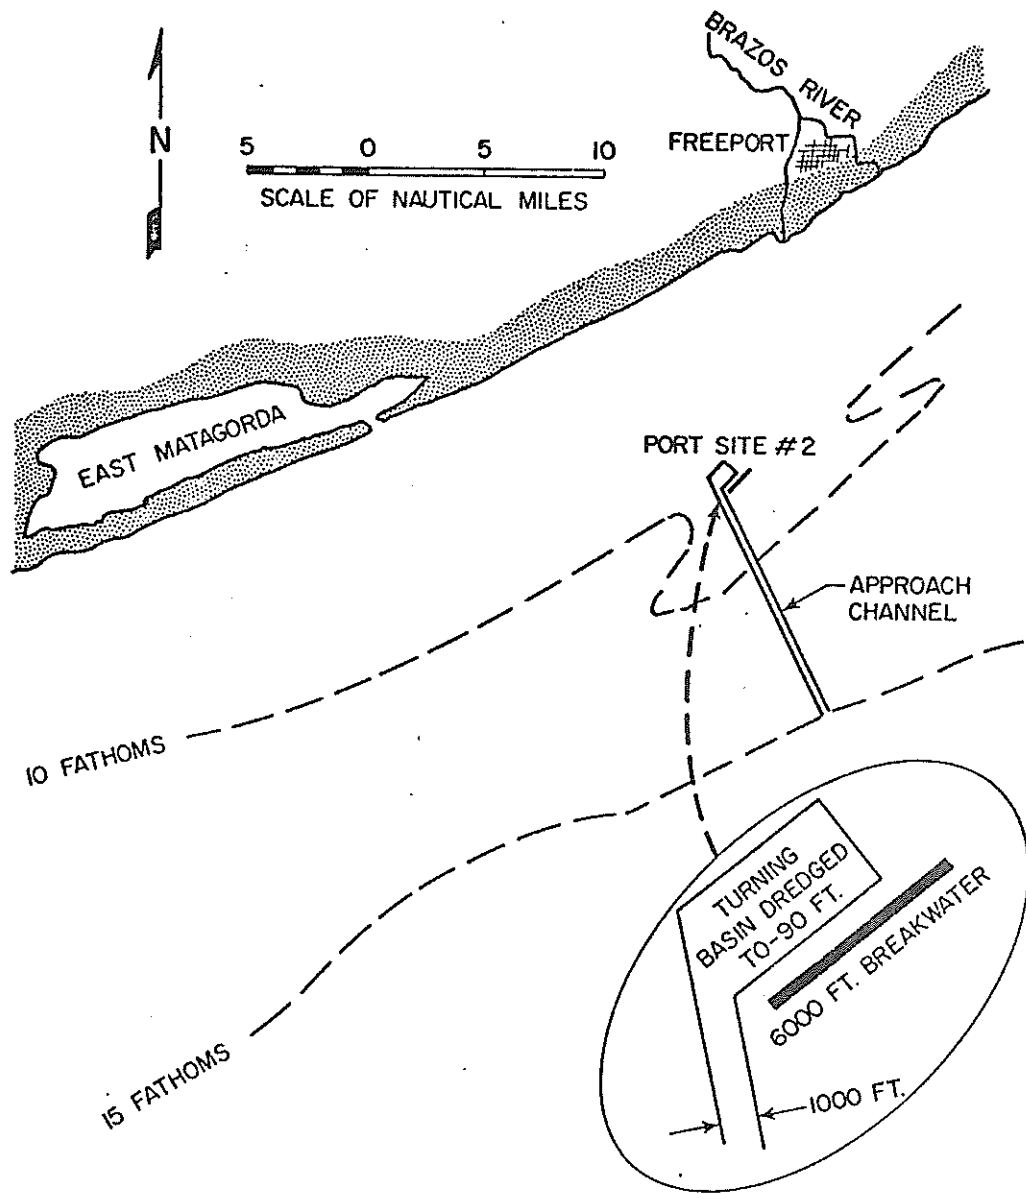 BRAZOS RIVER
N
FREEPORT
5 0 5 10
SCALE OF NAUTICAL MILES
EAST MATAGORDA
PORT SITE #2
APPROACH
CHANNEL
10 FATHOMS
TURNING
BASIN DREDGED
TO-90 FT.
6000 FT. BREAKWATER
15 FATHOMS
1000 FT.